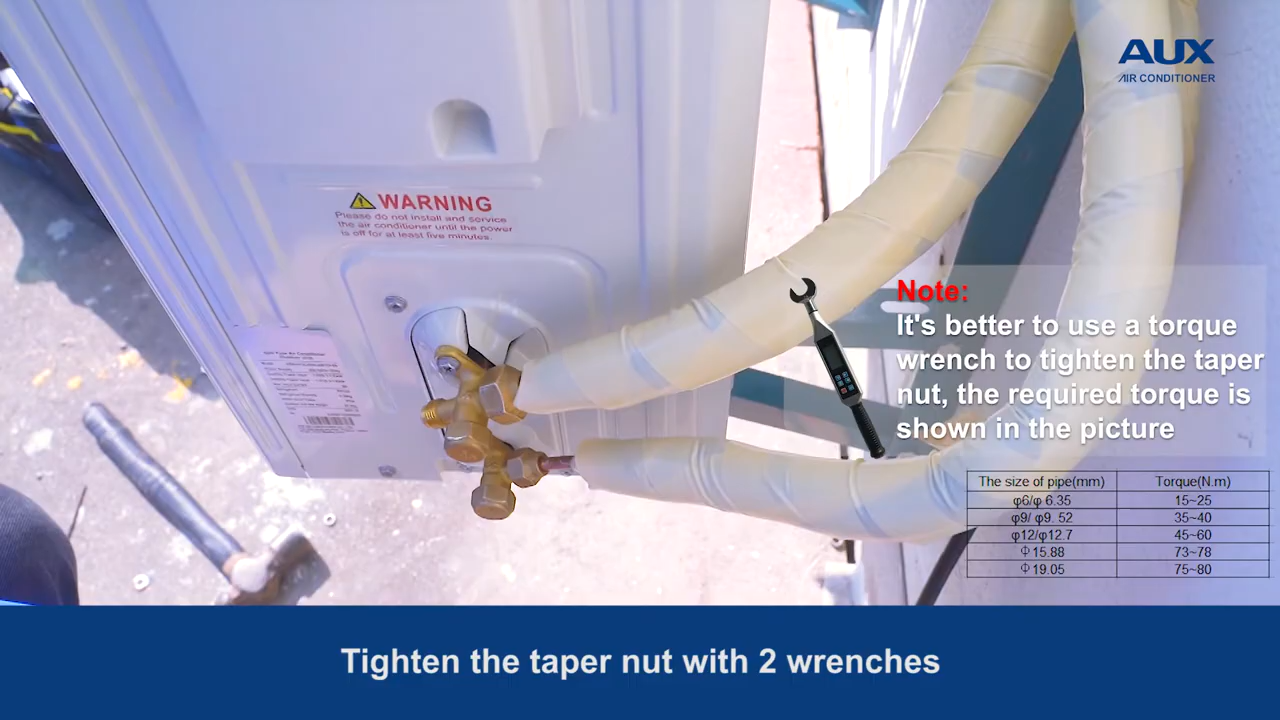 AUX
AIR CONDITIONER
WARNING
Please do not install and service
the air conditioner until the power
is off for at least five minutes.
Note:
It's better to use a torque
wrench to tighten the taper
nut, the required torque is
shown in the picture
The size of pipe(mm) Torque(N.m)
φ6/φ 6.35 15~25
φ9/ φ9. 52 35~40
φ12/φ12.7 45~60
Φ15.88 73~78
Φ19.05 75~80
Tighten the taper nut with 2 wrenches